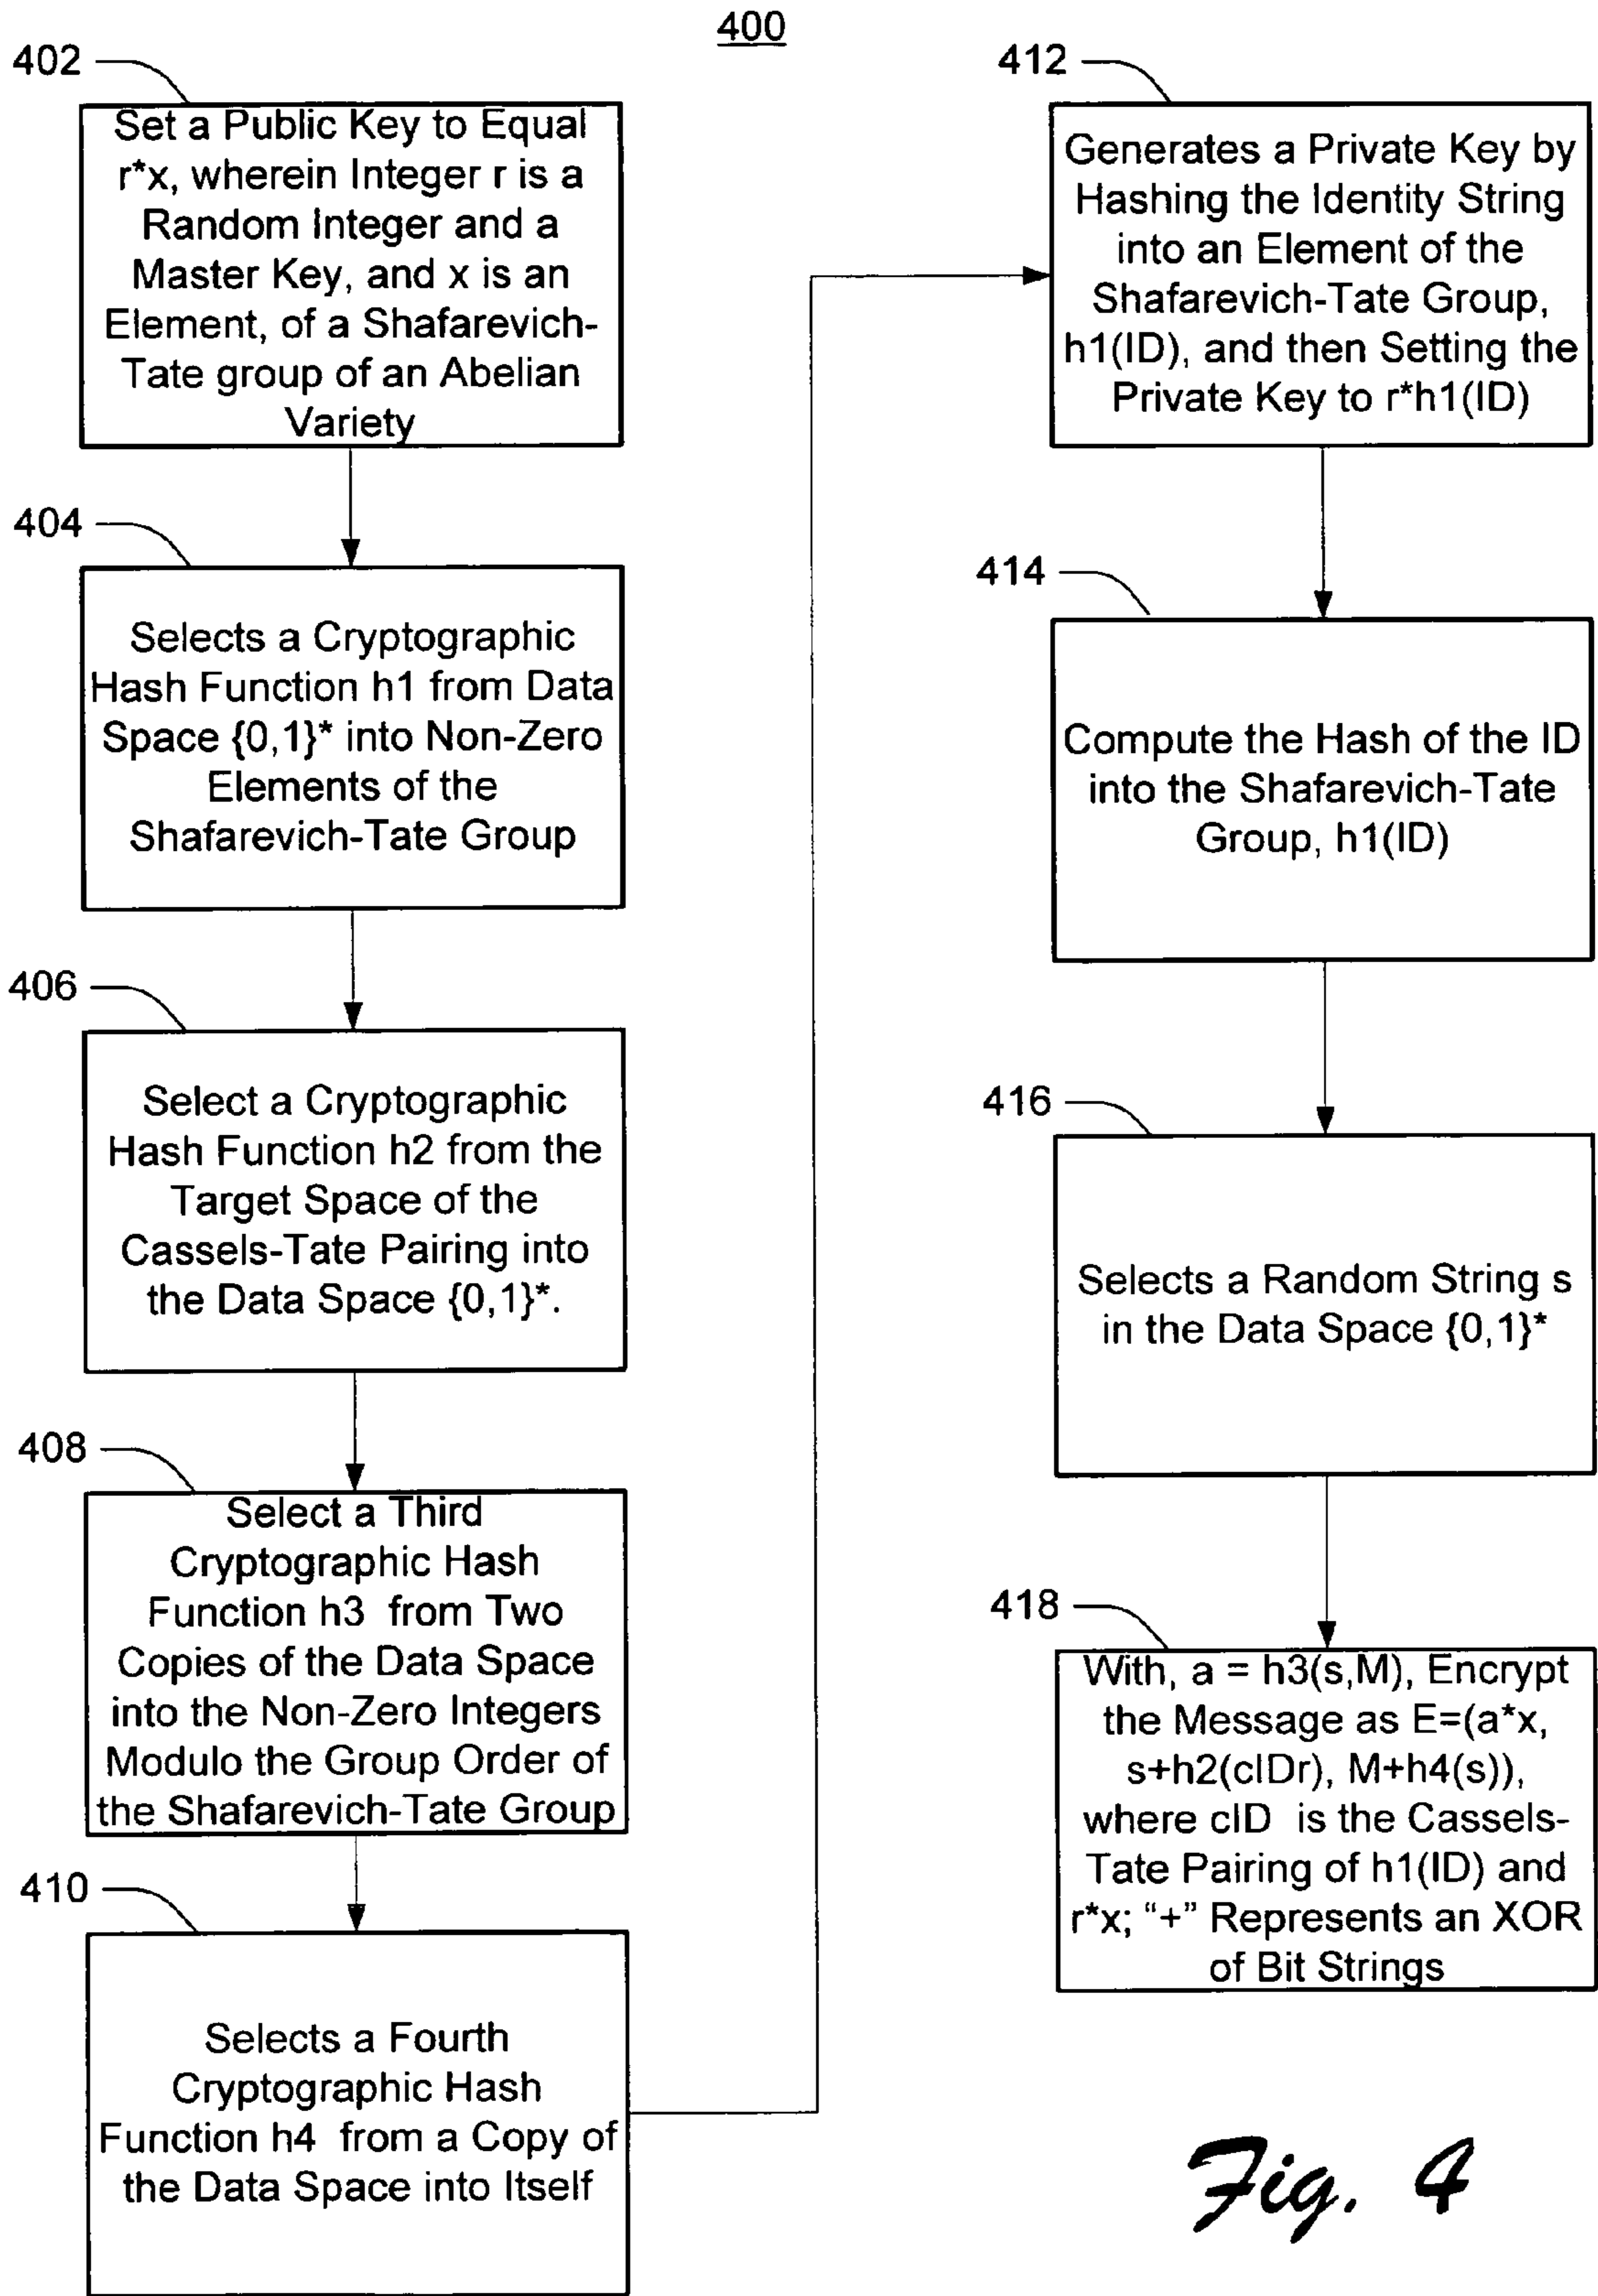 400
402
Set a Public Key to Equal
r*x, wherein Integer r is a
Random Integer and a
Master Key, and x is an
Element, of a Shafarevich-
Tate group of an Abelian
Variety
404
Selects a Cryptographic
Hash Function h1 from Data
Space {0,1}* into Non-Zero
Elements of the
Shafarevich-Tate Group
406
Select a Cryptographic
Hash Function h2 from the
Target Space of the
Cassels-Tate Pairing into
the Data Space {0,1}*.
408
Select a Third
Cryptographic Hash
Function h3 from Two
Copies of the Data Space
into the Non-Zero Integers
Modulo the Group Order of
the Shafarevich-Tate Group
410
Selects a Fourth
Cryptographic Hash
Function h4 from a Copy of
the Data Space into Itself
412
Generates a Private Key by
Hashing the Identity String
into an Element of the
Shafarevich-Tate Group,
h1(ID), and then Setting the
Private Key to r*h1(ID)
414
Compute the Hash of the ID
into the Shafarevich-Tate
Group, h1(ID)
416
Selects a Random String s
in the Data Space {0,1}*
418
With, a = h3(s,M), Encrypt
the Message as E=(a*x,
s+h2(cIDr), M+h4(s)),
where cID is the Cassels-
Tate Pairing of h1(ID) and
r*x; “+” Represents an XOR
of Bit Strings
Fig. 4